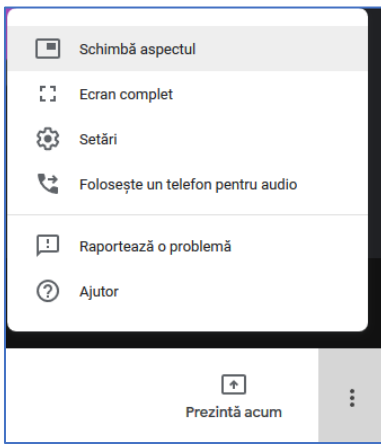 Schimbă aspectul
Ecran complet
Setări
Folosește un telefon pentru audio
Raportează o problemă
Ajutor
Prezintă acum